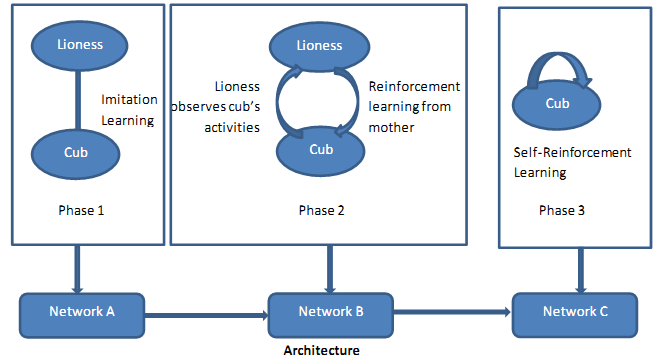 Lioness
Imitation
Learning
Cub
Phase 1
Lioness
Lioness
observes cub's
activities
Reinforcement
learning from
mother
Cub
Phase 2
Cub
Self-Reinforcement
Learning
Phase 3
Network A
Network B
Network C
Architecture